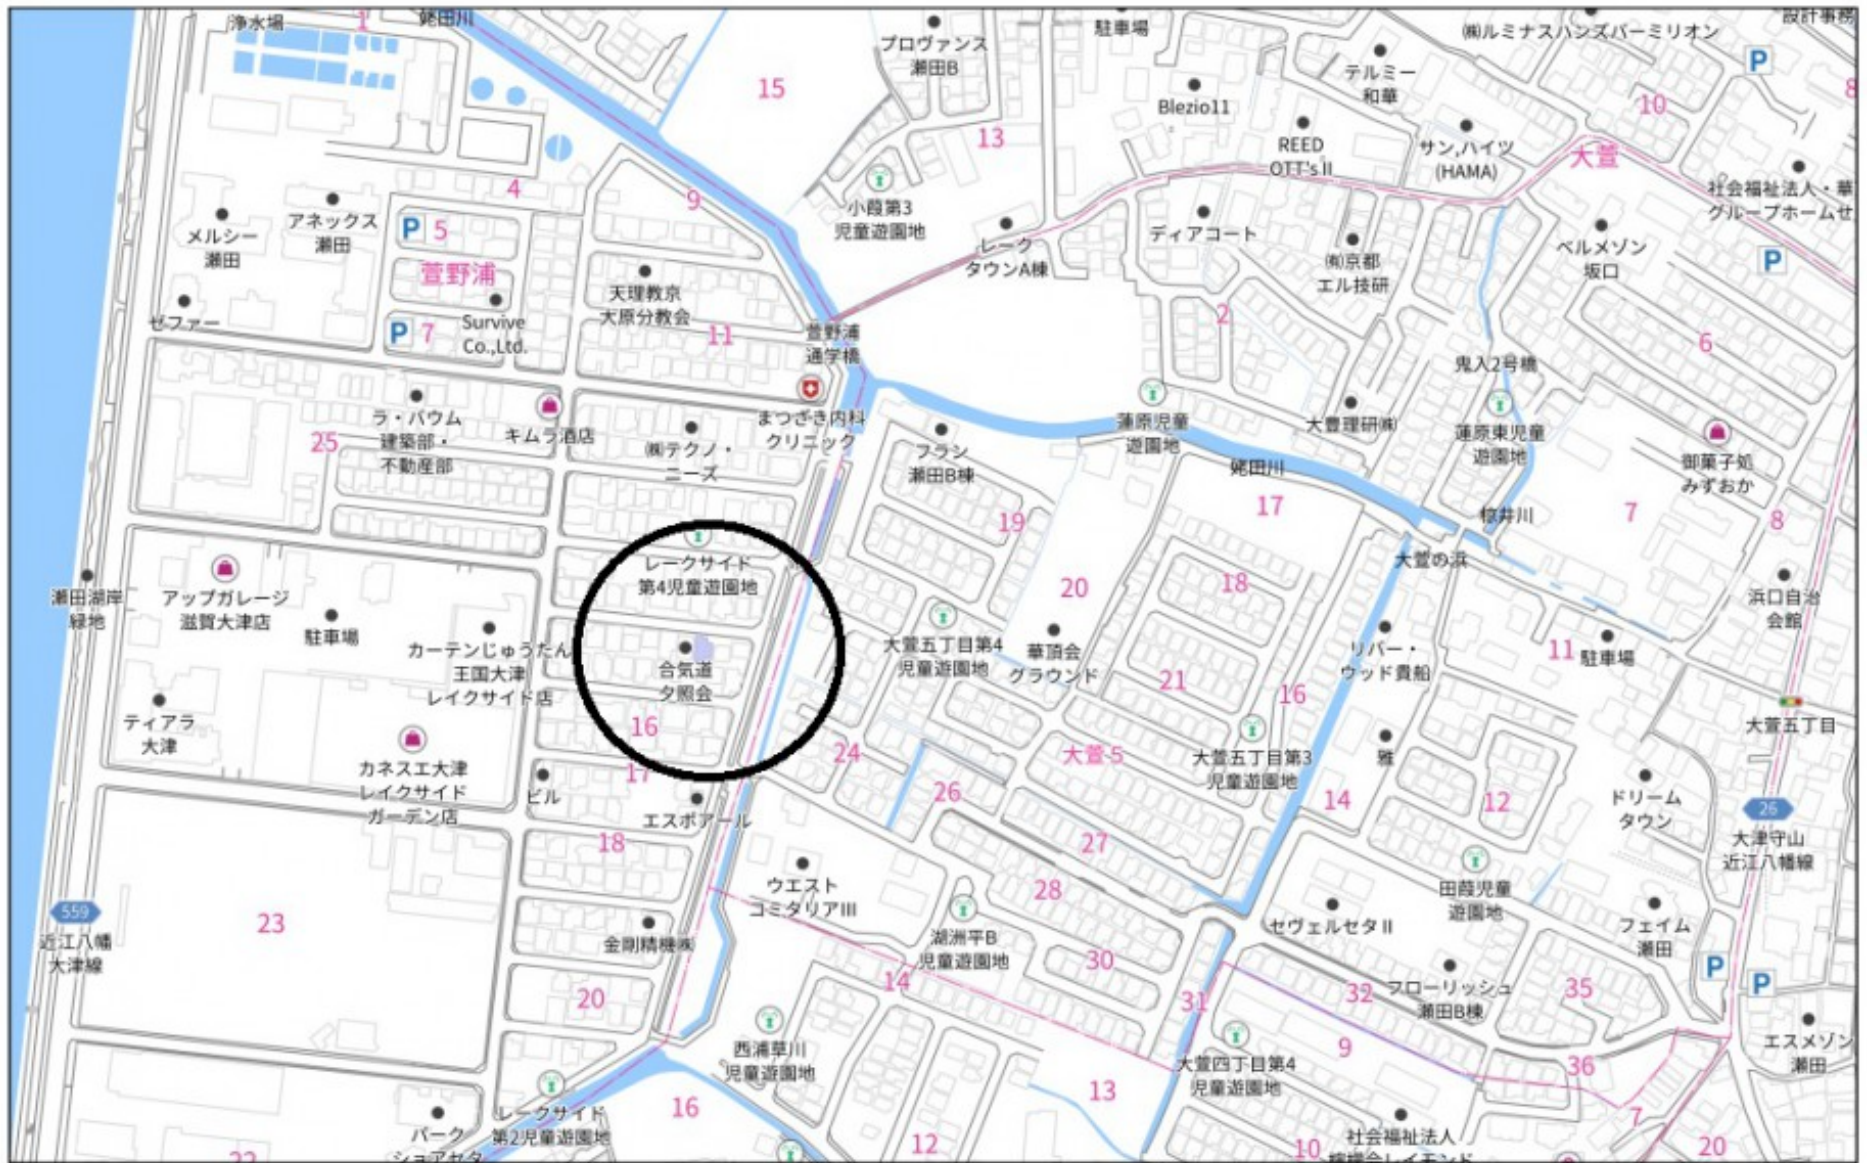 浄水場
1
姥田川
15
プロヴァンス
瀬田B
駐車場
㈱ルミナスハンズバーミリオン
設計事務
P
テルミー
和華
Blezio11
10
8
13
REED
OTT'sⅡ
サン,ハイツ
(HAMA)
大萱
社会福祉法人・華
グループホームせ
4
9
小葭第3
児童遊園地
アネックス
瀬田
メルシー
瀬田
P
5
萱野浦
レーク
タウンA棟
ディアコート
㈲京都
エル技研
ベルメゾン
坂口
P
天理教京
大原分教会
ゼファー
P
7
Survive
Co.,Ltd.
11
萱野浦
通学橋
2
6
鬼入2号橋
ラ・バウム
建築部・
不動産部
25
キムラ酒店
㈱テクノ・
ニーズ
まつざき内科
クリニック
フラン
瀬田B棟
蓮原児童
遊園地
大豊理研㈱
蓮原東児童
遊園地
御菓子処
みずおか
姥田川
17
19
椋井川
7
8
大萱の浜
レークサイド
第4児童遊園地
瀬田湖岸
緑地
アップガレージ
滋賀大津店
駐車場
カーテンじゅうたん
王国大津
レイクサイド店
合気道
夕照会
16
大萱五丁目第4
児童遊園地
20
華頂会
グラウンド
18
21
16
リバー・
ウッド貴船
11
駐車場
浜口自治
会館
大萱五丁目
ティアラ
大津
カネスエ大津
レイクサイド
ガーデン店
17
ビル
エスポアール
24
26
大萱5
大萱五丁目第3
児童遊園地
雅
14
12
ドリーム
タウン
26
大津守山
近江八幡線
18
27
28
ウエスト
コミタリアⅢ
田葭児童
遊園地
23
559
近江八幡
大津線
金剛精機㈱
湖洲平B
児童遊園地
セヴェルセタⅡ
フェイム
瀬田
P
P
20
14
30
31
32
フローリッシュ
瀬田B棟
35
西浦草川
児童遊園地
大萱四丁目第4
児童遊園地
9
36
エスメゾン
瀬田
レークサイド
第2児童遊園地
パーク
ショアセタ
16
12
13
10
社会福祉法人
7
20